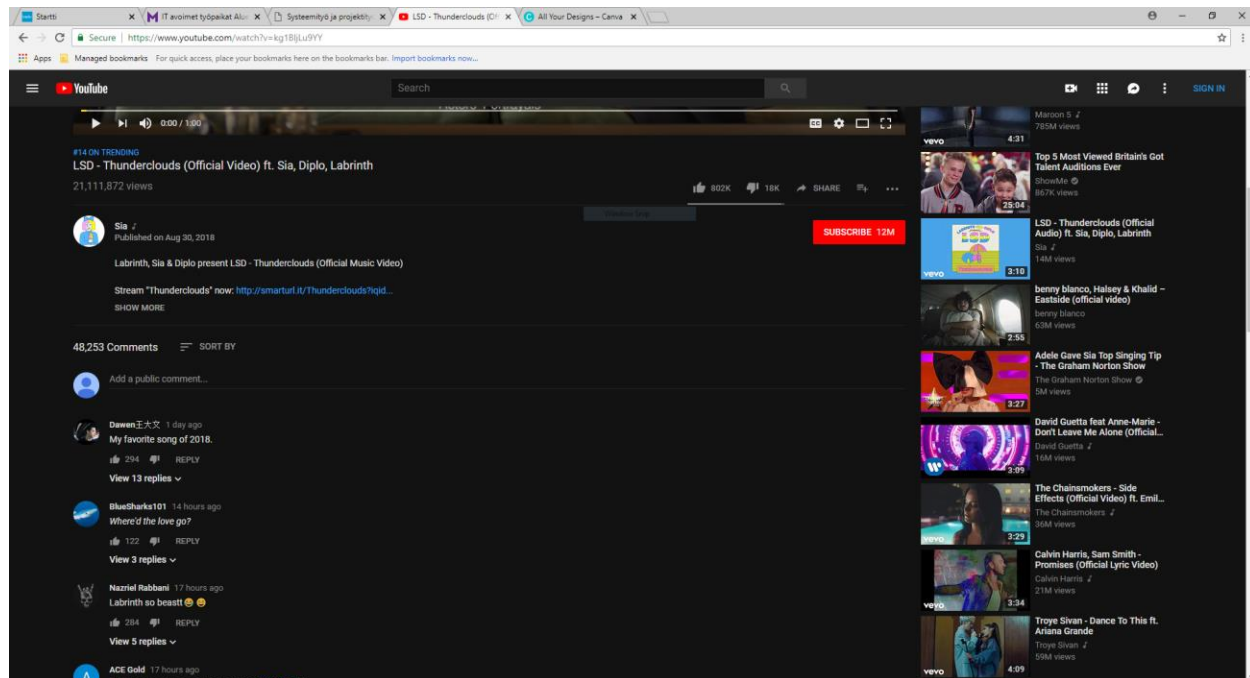 Startti
IT avoimet työpaikat Alu
Systeemityö ja projektity
LSD - Thunderclouds (Of
All Your Designs – Canva
Secure | https://www.youtube.com/watch?v=kg1BljLu9YY
Apps
Managed bookmarks
For quick access, place your bookmarks here on the bookmarks bar. Import bookmarks now...
YouTube
Search
SIGN IN
0:00 / 1:00
CC
#14 ON TRENDING
LSD - Thunderclouds (Official Video) ft. Sia, Diplo, Labrinth
21,111,872 views
802K
18K
SHARE
Sia
Published on Aug 30, 2018
SUBSCRIBE 12M
Labrinth, Sia & Diplo present LSD - Thunderclouds (Official Music Video)
Stream "Thunderclouds" now: http://smarturl.it/Thunderclouds?iqid...
SHOW MORE
48,253 Comments
SORT BY
Add a public comment...
Dawen王大文 1 day ago
My favorite song of 2018.
294 REPLY
View 13 replies
BlueSharks101 14 hours ago
Where'd the love go?
122 REPLY
View 3 replies
Nazriel Rabbani 17 hours ago
Labrinth so beastt
284 REPLY
View 5 replies
A
ACE Gold 17 hours ago
Maroon 5
785M views
vevo
4:31
Top 5 Most Viewed Britain's Got
Talent Auditions Ever
ShowMe
867K views
25:04
LSD - Thunderclouds (Official
Audio) ft. Sia, Diplo, Labrinth
Sia
14M views
LSD
vevo
3:10
benny blanco, Halsey & Khalid –
Eastside (official video)
benny blanco
63M views
2:55
Adele Gave Sia Top Singing Tip
- The Graham Norton Show
The Graham Norton Show
5M views
3:27
David Guetta feat Anne-Marie -
Don't Leave Me Alone (Official...
David Guetta
16M views
3:09
The Chainsmokers - Side
Effects (Official Video) ft. Emil...
The Chainsmokers
36M views
vevo
3:29
Calvin Harris, Sam Smith -
Promises (Official Lyric Video)
Calvin Harris
21M views
vevo
3:34
Troye Sivan - Dance To This ft.
Ariana Grande
Troye Sivan
59M views
vevo
4:09